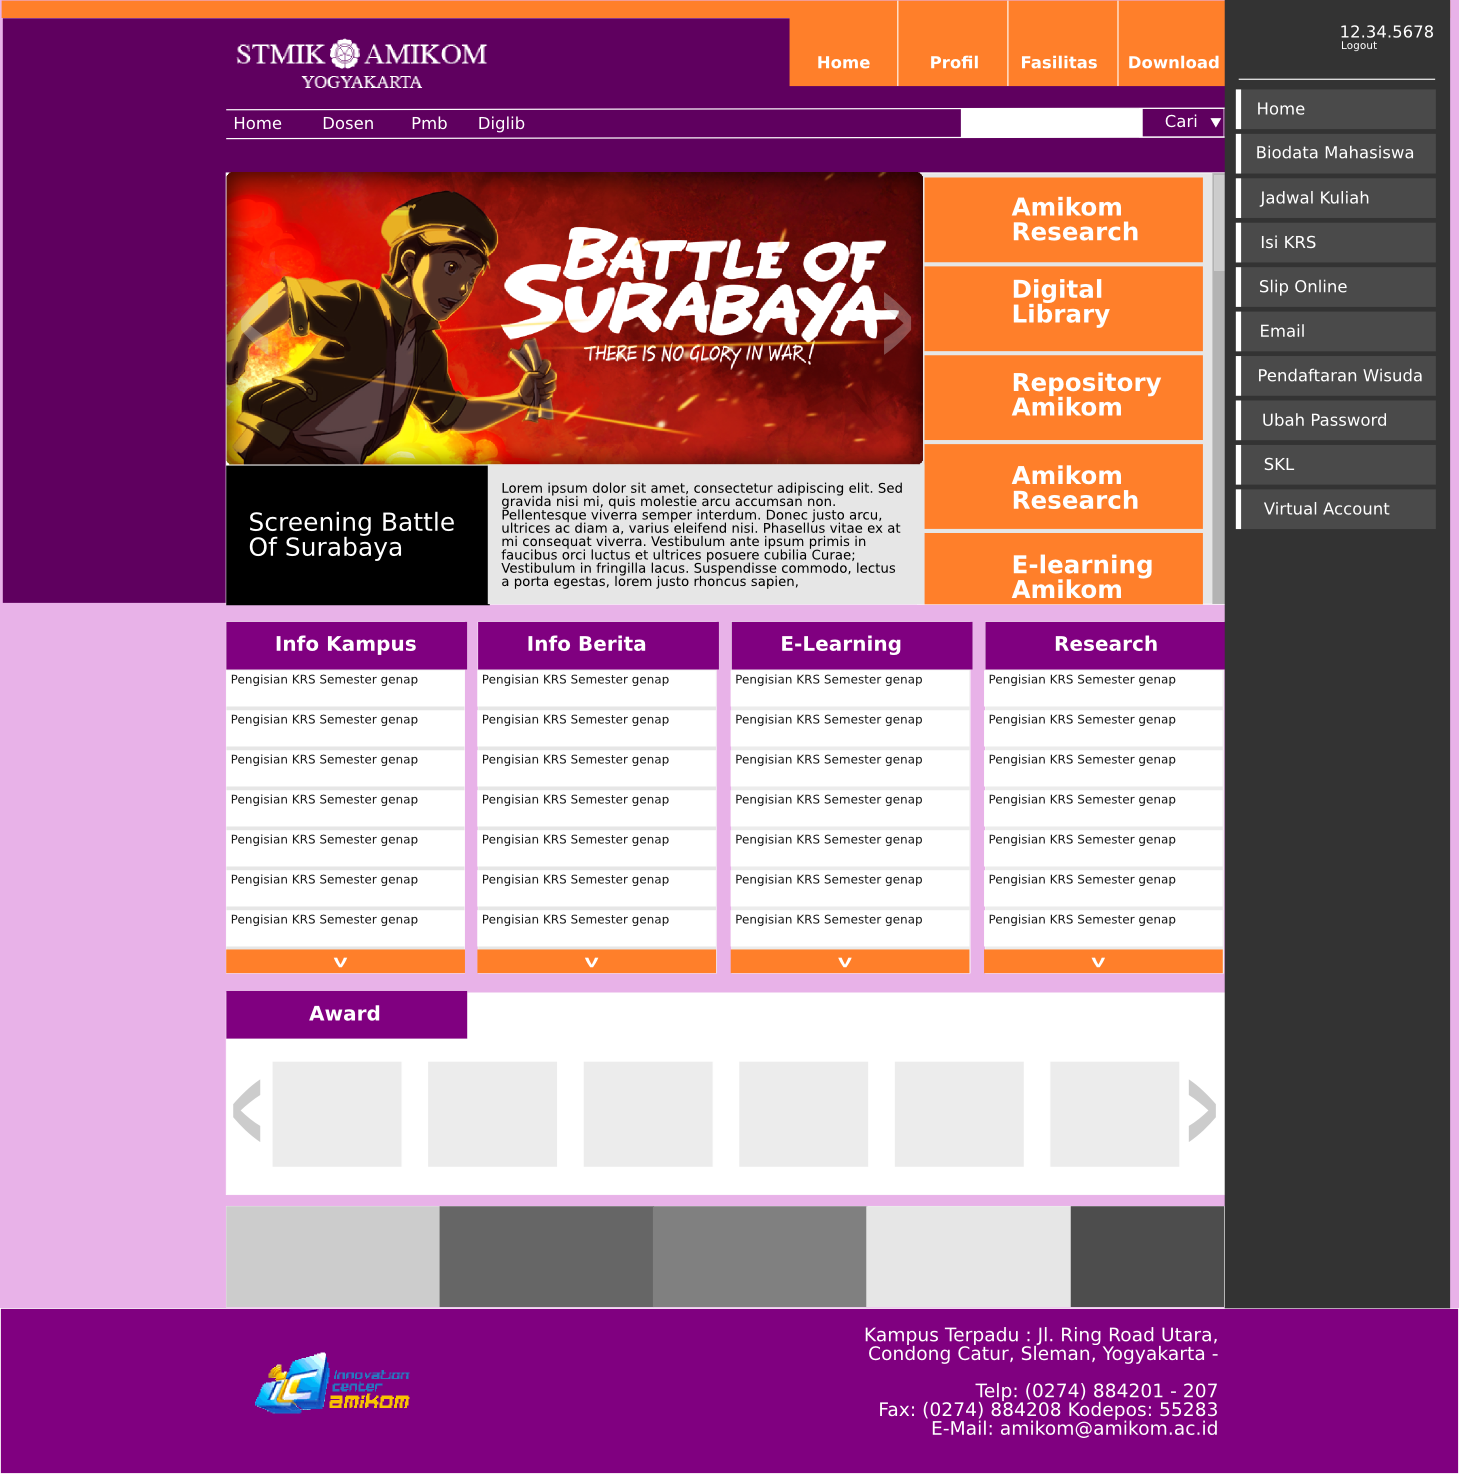 STMIK AMIKOM
YOGYAKARTA
Home Profil Fasilitas Download
12.34.5678
Logout
Home Dosen Pmb Diglib
Cari ▼
Home
Biodata Mahasiswa
Jadwal Kuliah
Isi KRS
Slip Online
Email
Pendaftaran Wisuda
Ubah Password
SKL
Virtual Account
BATTLE OF
SURABAYA
THERE IS NO GLORY IN WAR!
Amikom
Research
Digital
Library
Repository
Amikom
Amikom
Research
E-learning
Amikom
Screening Battle
Of Surabaya
Lorem ipsum dolor sit amet, consectetur adipiscing elit. Sed
gravida nisi mi, quis molestie arcu accumsan non.
Pellentesque viverra semper interdum. Donec justo arcu,
ultrices ac diam a, varius eleifend nisi. Phasellus vitae ex at
mi consequat viverra. Vestibulum ante ipsum primis in
faucibus orci luctus et ultrices posuere cubilia Curae;
Vestibulum in fringilla lacus. Suspendisse commodo, lectus
a porta egestas, lorem justo rhoncus sapien,
Info Kampus Info Berita E-Learning Research
Pengisian KRS Semester genap Pengisian KRS Semester genap Pengisian KRS Semester genap Pengisian KRS Semester genap
Pengisian KRS Semester genap Pengisian KRS Semester genap Pengisian KRS Semester genap Pengisian KRS Semester genap
Pengisian KRS Semester genap Pengisian KRS Semester genap Pengisian KRS Semester genap Pengisian KRS Semester genap
Pengisian KRS Semester genap Pengisian KRS Semester genap Pengisian KRS Semester genap Pengisian KRS Semester genap
Pengisian KRS Semester genap Pengisian KRS Semester genap Pengisian KRS Semester genap Pengisian KRS Semester genap
Pengisian KRS Semester genap Pengisian KRS Semester genap Pengisian KRS Semester genap Pengisian KRS Semester genap
Pengisian KRS Semester genap Pengisian KRS Semester genap Pengisian KRS Semester genap Pengisian KRS Semester genap
Award
iC
innovation
center
amikom
Kampus Terpadu : Jl. Ring Road Utara,
Condong Catur, Sleman, Yogyakarta -
Telp: (0274) 884201 - 207
Fax: (0274) 884208 Kodepos: 55283
E-Mail: amikom@amikom.ac.id